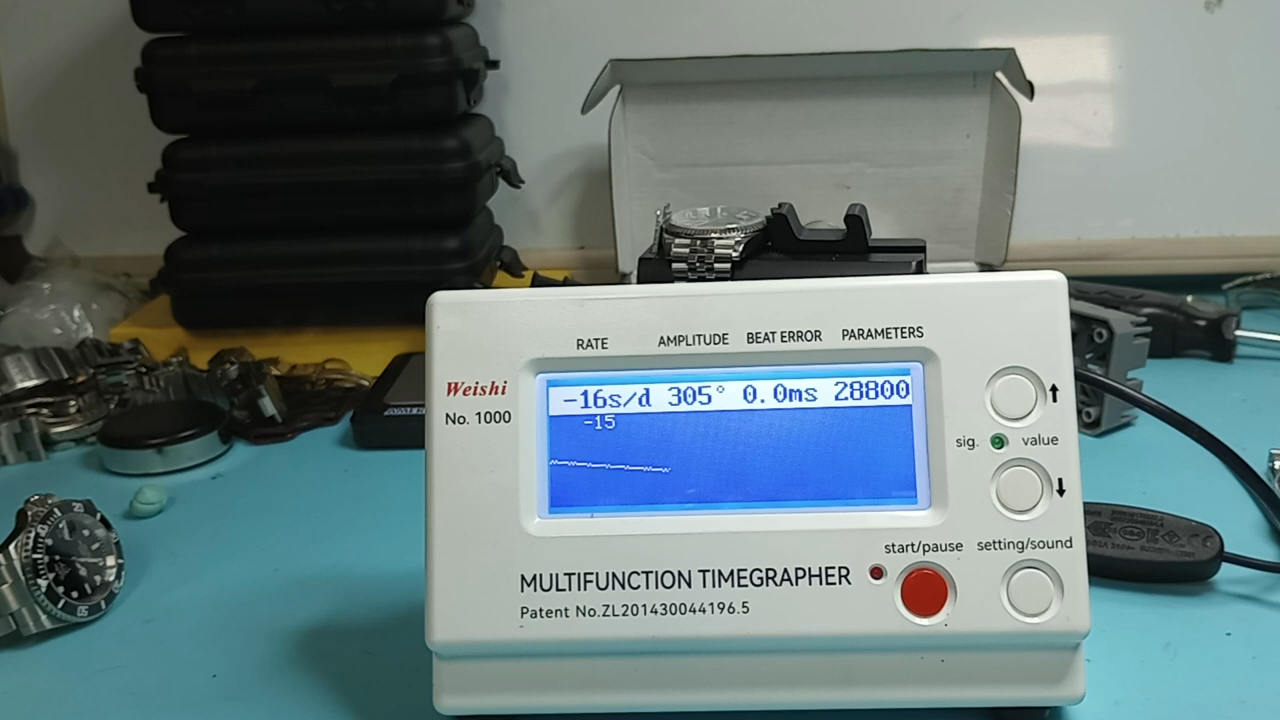 RATE AMPLITUDE BEAT ERROR PARAMETERS
Weishi
No. 1000
-16s/d 305° 0.0ms 28800
-15
sig. value
start/pause setting/sound
MULTIFUNCTION TIMEGRAPHER
Patent No.ZL201430044196.5